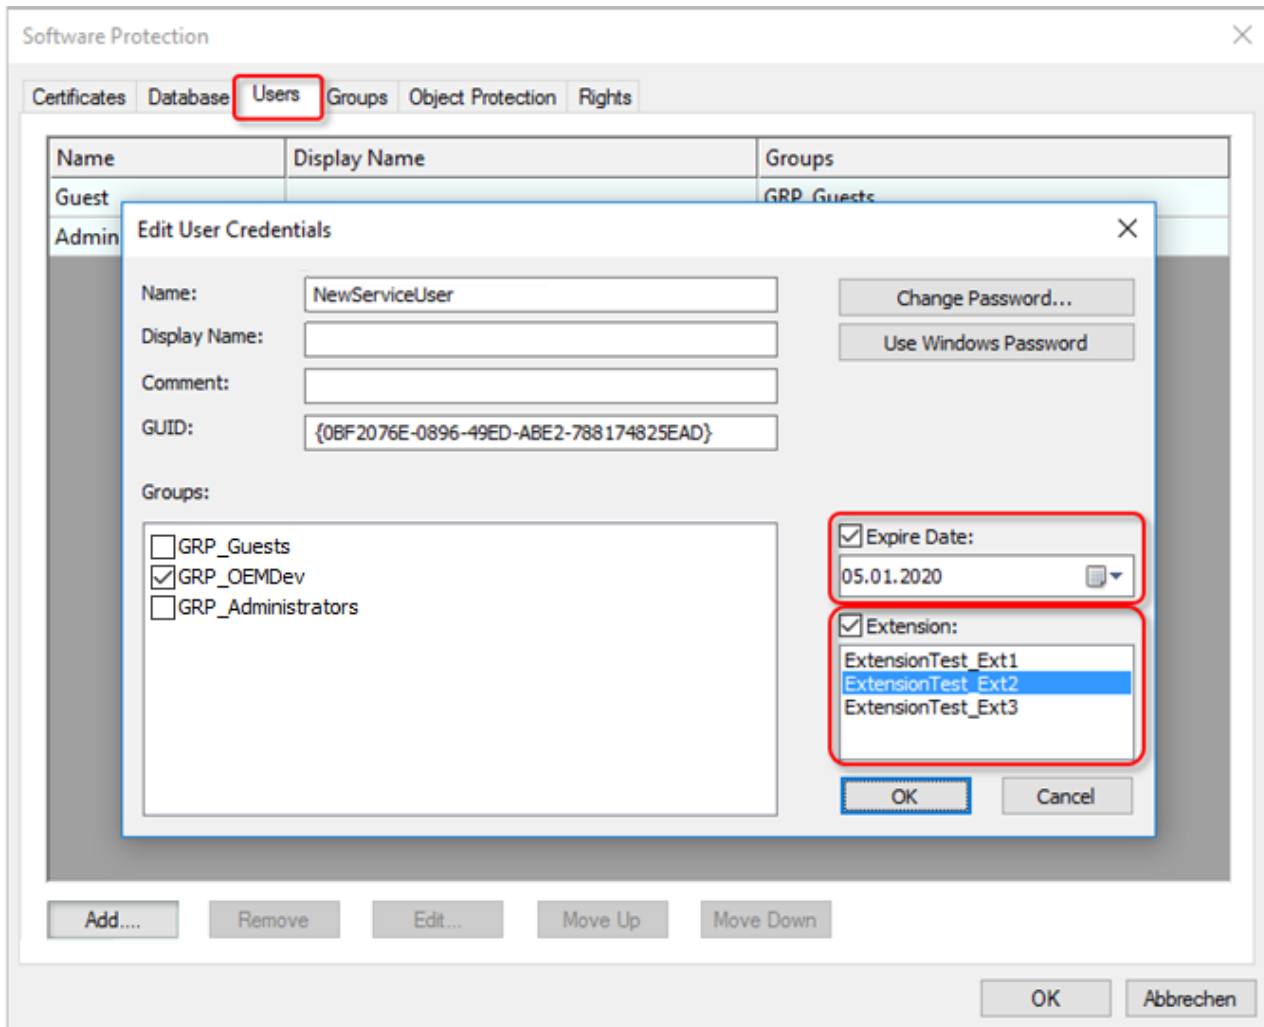 Software Protection
Certificates Database Users Groups Object Protection Rights
Name Display Name Groups
Guest GRP_Guests
Admin
Edit User Credentials
Name: NewServiceUser Change Password...
Display Name: Use Windows Password
Comment:
GUID: {0BF2076E-0896-49ED-ABE2-788174825EAD}
Groups:
GRP_Guests
GRP_OEMDev
GRP_Administrators
Expire Date:
05.01.2020
Extension:
ExtensionTest_Ext1
ExtensionTest_Ext2
ExtensionTest_Ext3
OK Cancel
Add.... Remove Edit... Move Up Move Down
OK Abbrechen